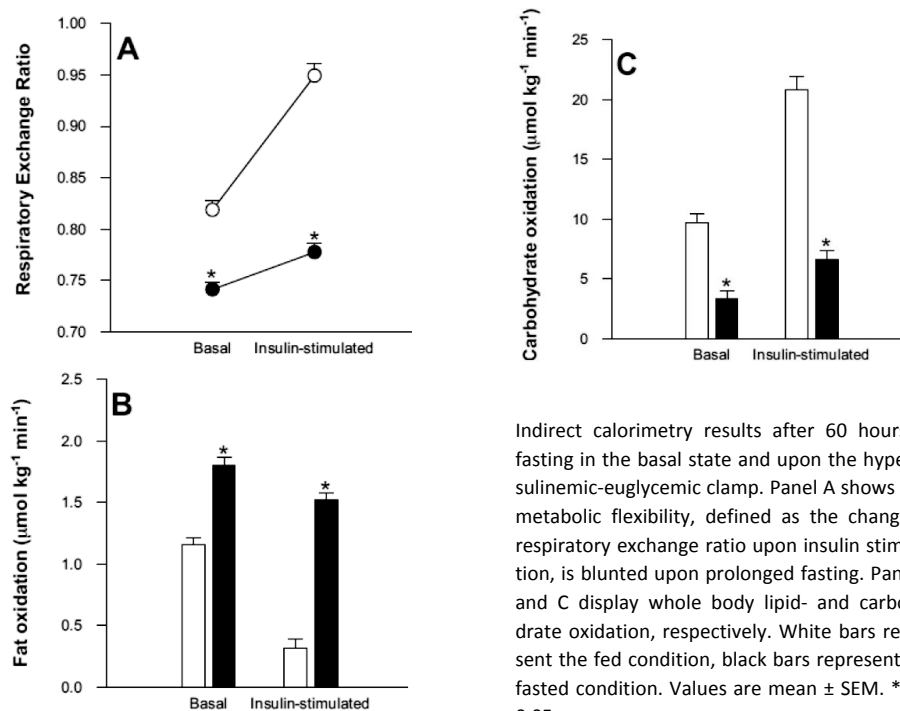 A
Respiratory Exchange Ratio
1.00
0.95
0.90
0.85
0.80
0.75
0.70
*
*
Basal Insulin-stimulated
B
Fat oxidation (µmol kg-1 min-1)
2.5
2.0
1.5
1.0
0.5
0.0
*
*
Basal Insulin-stimulated
C
Carbohydrate oxidation (µmol kg-1 min-1)
25
20
15
10
5
0
*
*
Basal Insulin-stimulated
Indirect calorimetry results after 60 hours
fasting in the basal state and upon the hype
sulinemic-euglycemic clamp. Panel A shows
metabolic flexibility, defined as the chang
respiratory exchange ratio upon insulin stim
tion, is blunted upon prolonged fasting. Pan
and C display whole body lipid- and carbo
drate oxidation, respectively. White bars re
sent the fed condition, black bars represent
fasted condition. Values are mean ± SEM. *